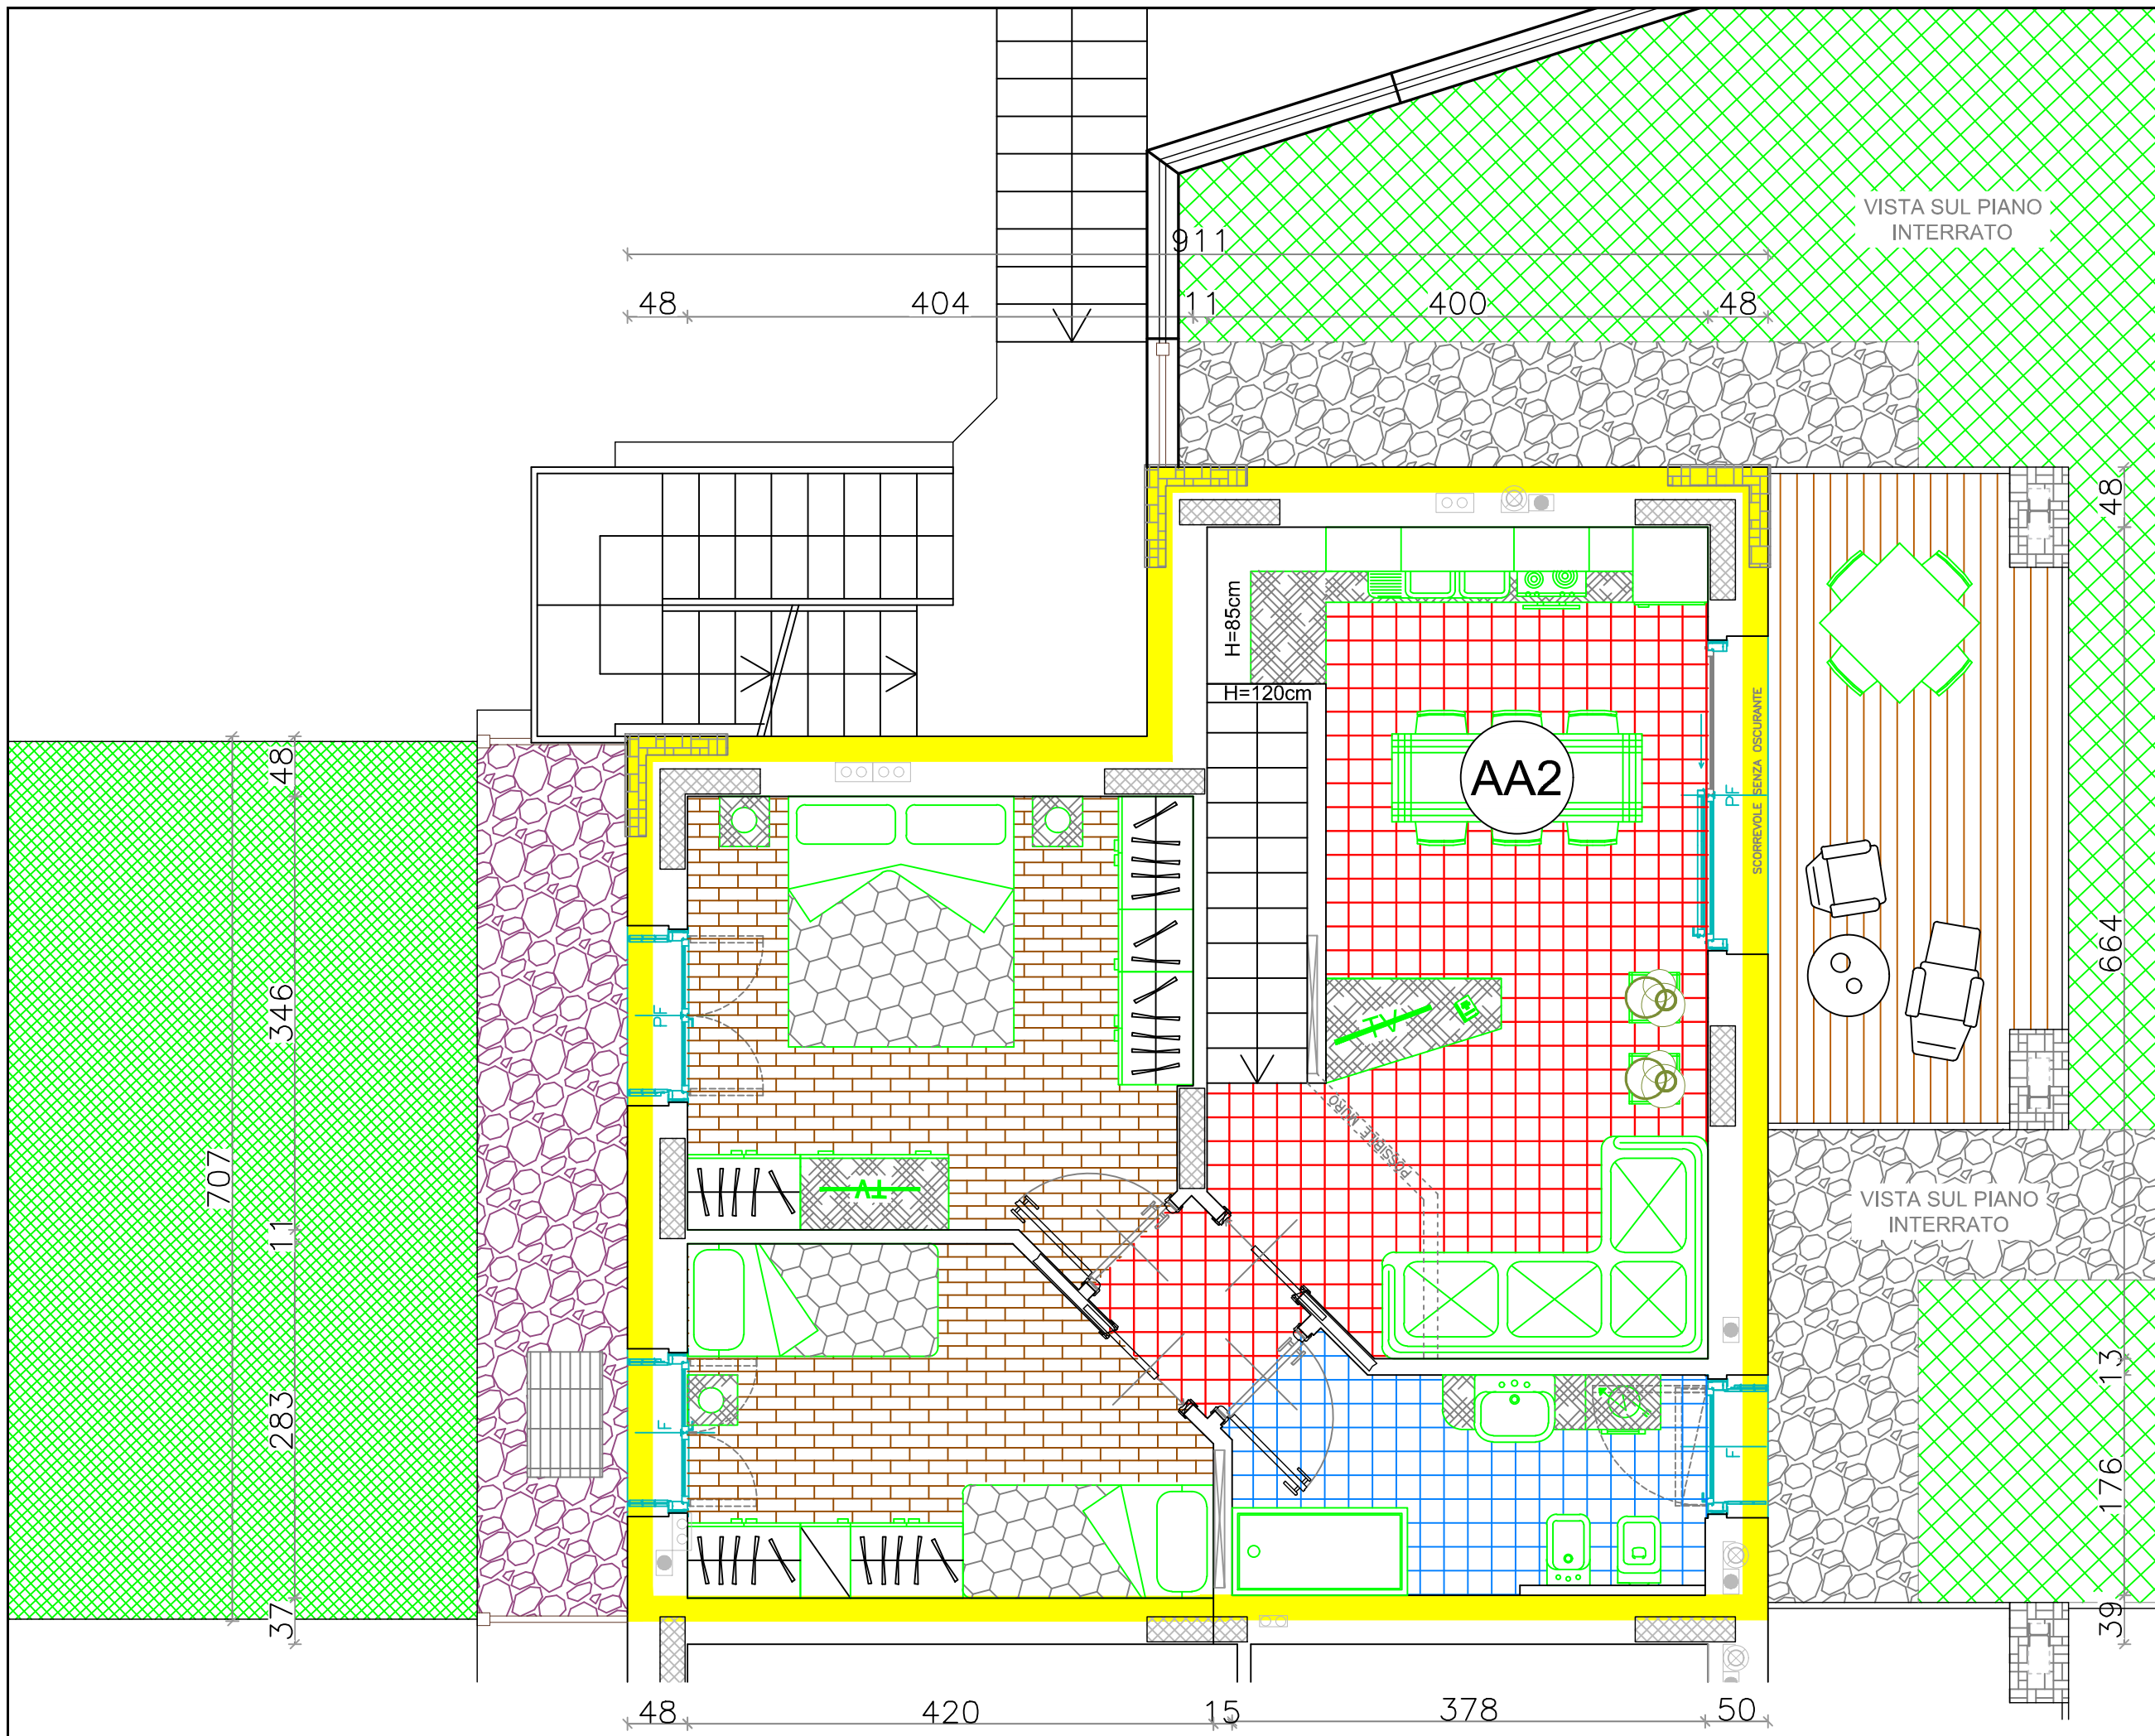 VISTA SUL PIANO
INTERRATO
911
48
404
11
400
48
48
H=85cm
H=120cm
SCORREVOLE SENZA OSCURANTE
AA2
PF
48
346
PF
664
TV
POSSIBILE MURO
707
TV
11
VISTA SUL PIANO
INTERRATO
13
283
F
F
176
37
39
48
420
15
378
50